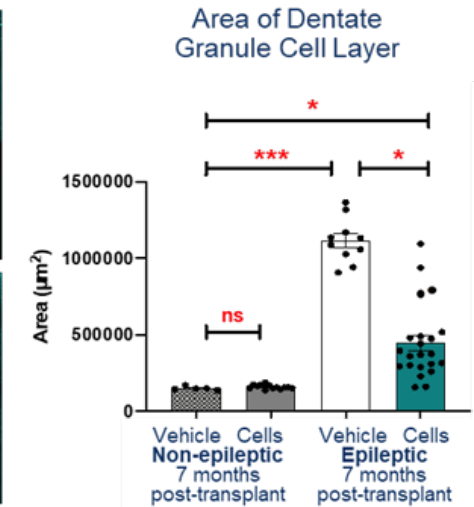 Area of Dentate
Granule Cell Layer
*
*** *
1500000
1000000
500000
0
Area (µm²)
ns
Vehicle Cells Vehicle Cells
Non-epileptic Epileptic
7 months 7 months
post-transplant post-transplant